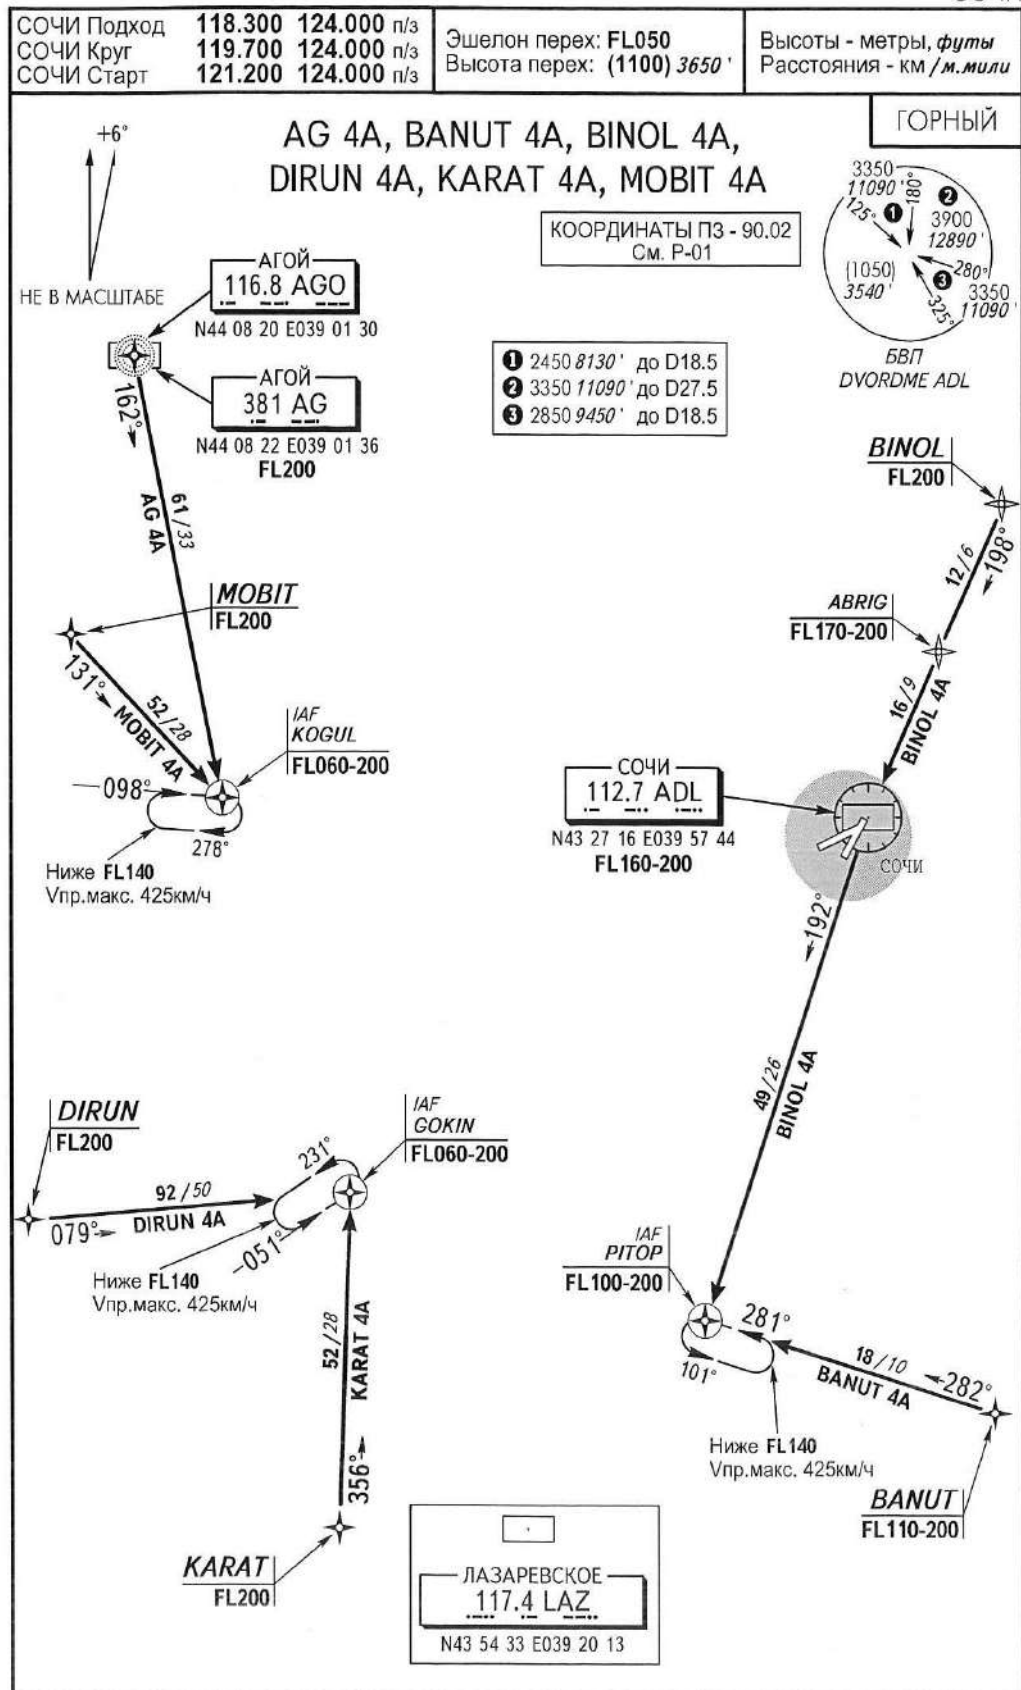 СОЧИ Подход 118.300 124.000 п/з
СОЧИ Круг 119.700 124.000 п/з
СОЧИ Старт 121.200 124.000 п/з
Эшелон перех: FL050
Высота перех: (1100) 3650 '
Высоты - метры, футы
Расстояния - км /м.мили
ГОРНЫЙ
AG 4A, BANUT 4A, BINOL 4A,
DIRUN 4A, KARAT 4A, MOBIT 4A
+6°
НЕ В МАСШТАБЕ
КООРДИНАТЫ ПЗ - 90.02
См. Р-01
3350
11090 '
125°
1
180°
2
3900
12890 '
(1050)
3540 '
280°
3
3350
11090 '
325°
БВП
DVORDME ADL
АГОЙ
116.8 AGO
N44 08 20 E039 01 30
АГОЙ
381 AG
N44 08 22 E039 01 36
FL200
1 2450 8130 ' до D18.5
2 3350 11090 ' до D27.5
3 2850 9450 ' до D18.5
162°
61/33
AG 4A
BINOL
FL200
198°
12/6
ABRIG
FL170-200
16/9
BINOL 4A
MOBIT
FL200
131°
52/28
MOBIT 4A
IAF
KOGUL
FL060-200
098°
278°
Ниже FL140
Vпр.макс. 425км/ч
СОЧИ
112.7 ADL
N43 27 16 E039 57 44
FL160-200
СОЧИ
192°
49/26
BINOL 4A
DIRUN
FL200
079°
92/50
DIRUN 4A
IAF
GOKIN
FL060-200
231°
051°
Ниже FL140
Vпр.макс. 425км/ч
52/28
KARAT 4A
356°
KARAT
FL200
IAF
PITOP
FL100-200
281°
101°
18/10
BANUT 4A
282°
Ниже FL140
Vпр.макс. 425км/ч
BANUT
FL110-200
ЛАЗАРЕВСКОЕ
117.4 LAZ
N43 54 33 E039 20 13